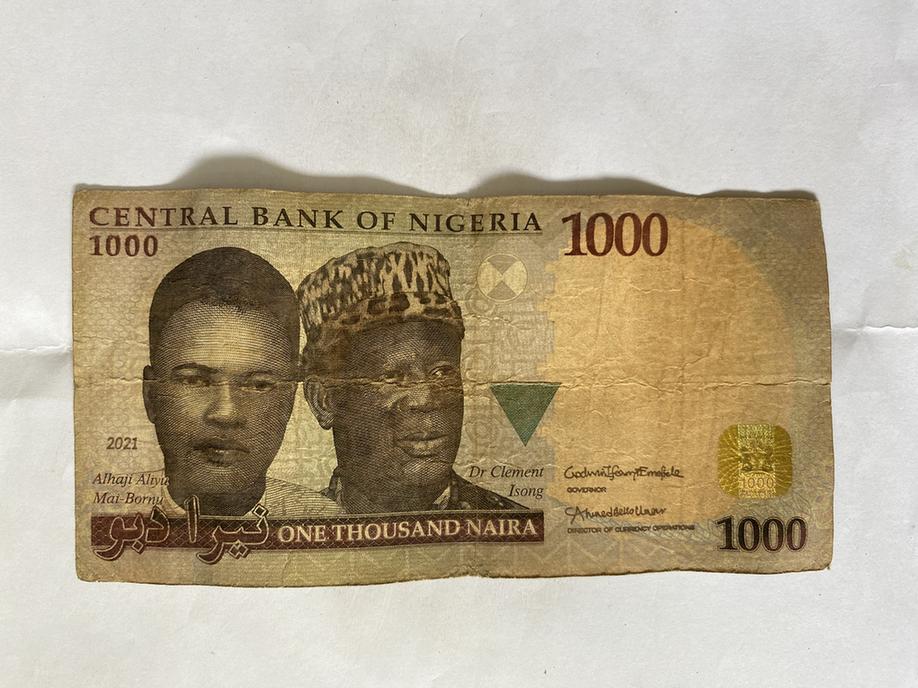 CENTRAL BANK OF NIGERIA
1000
1000
2021
Alhaji Aliyu
Mai-Bornu
Dr Clement
Isong
GOVERNOR
DIRECTOR OF CURRENCY OPERATIONS
نيرا دبو
ONE THOUSAND NAIRA
1000
1000